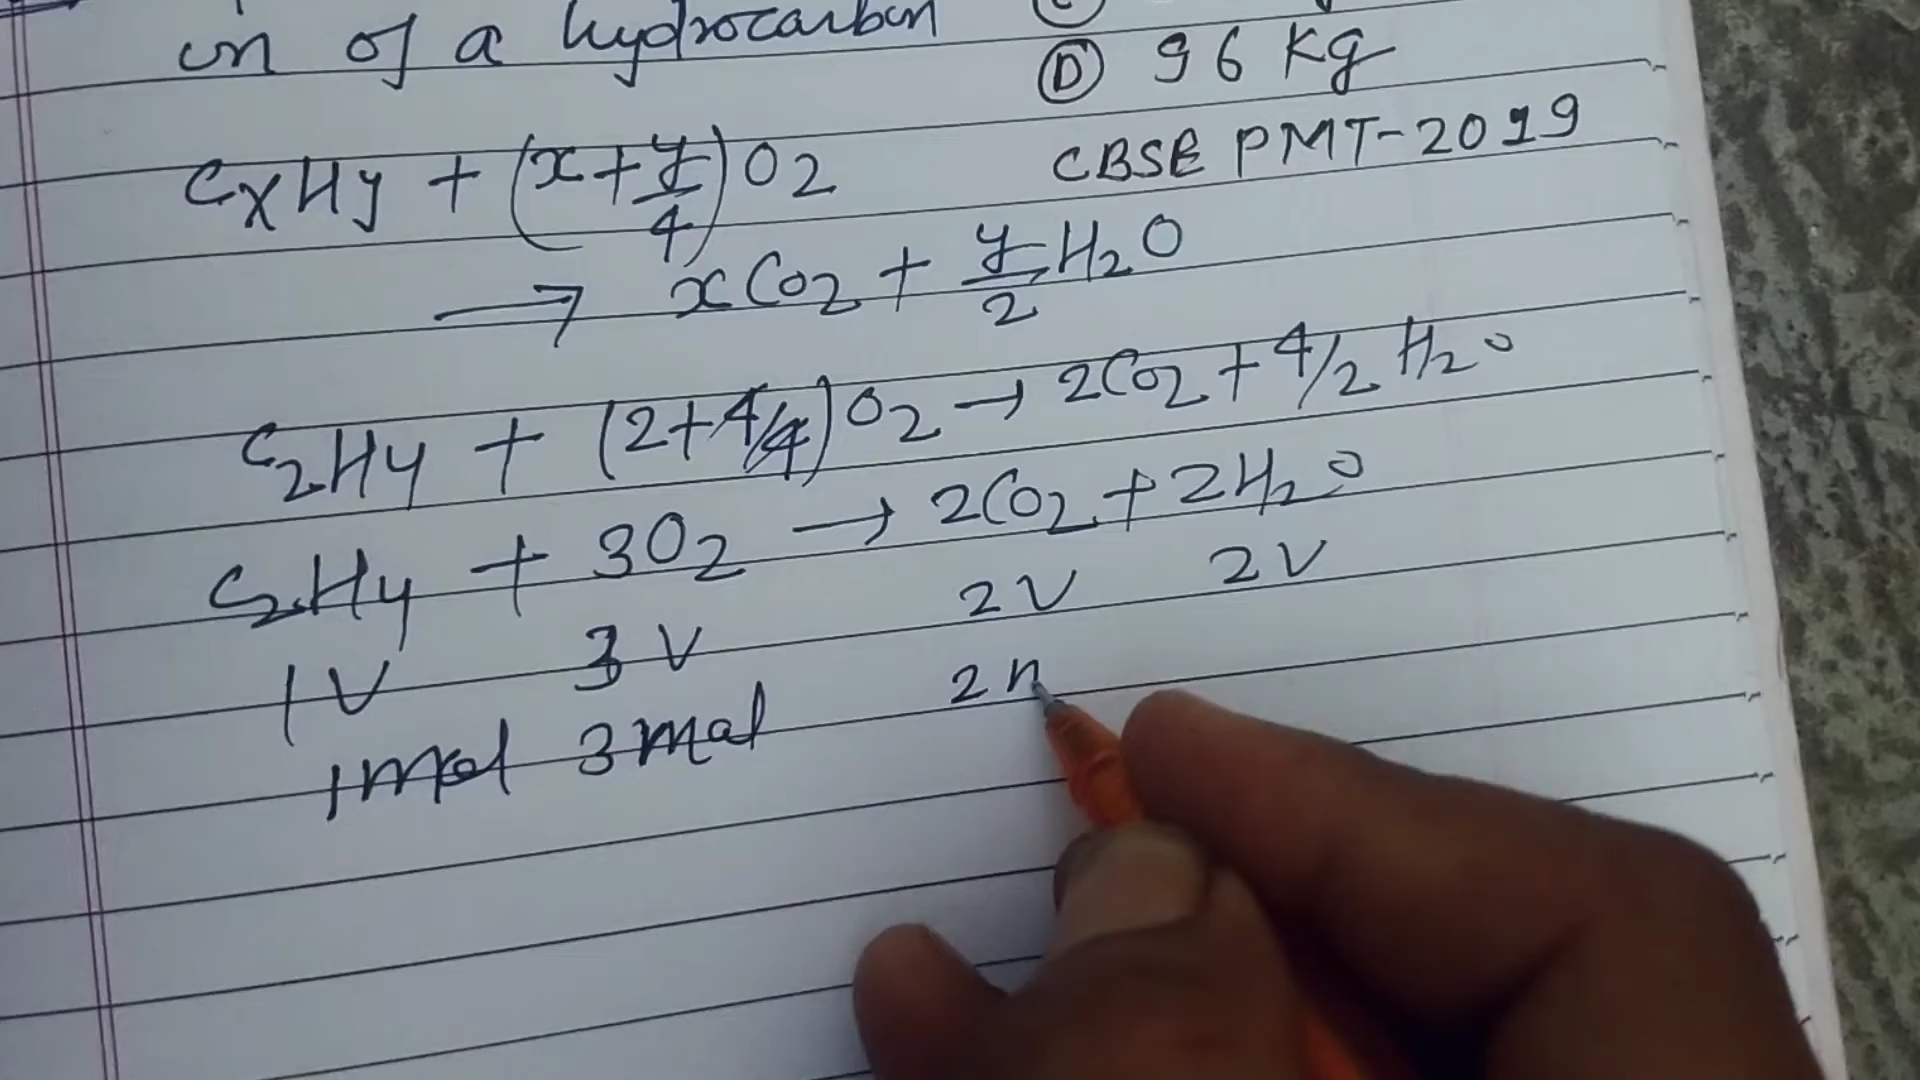 on of a hydrocarbon
(D) 96 Kg
CBSE PMT-2019
CxHy + (x+y/4)O2
→ xCO2 + y/2 H2O
C2H4 + (2+4/4)O2 → 2CO2 + 4/2 H2O
C2H4 + 3O2 → 2CO2 + 2H2O
1V 3V 2V 2V
1mol 3mol 2